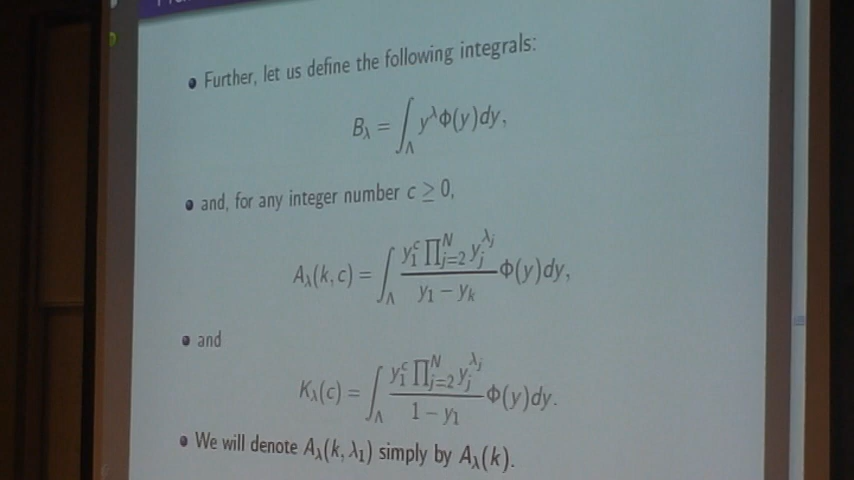 • Further, let us define the following integrals:
B_λ = ∫_Λ y^λ Φ(y)dy,
• and, for any integer number c ≥ 0,
A_λ(k, c) = ∫_Λ \frac{y_1^c ∏_{j=2}^N y_j^{λ_j}}{y_1 − y_k} Φ(y)dy,
• and
K_λ(c) = ∫_Λ \frac{y_1^c ∏_{j=2}^N y_j^{λ_j}}{1 − y_1} Φ(y)dy.
• We will denote A_λ(k, λ_1) simply by A_λ(k).